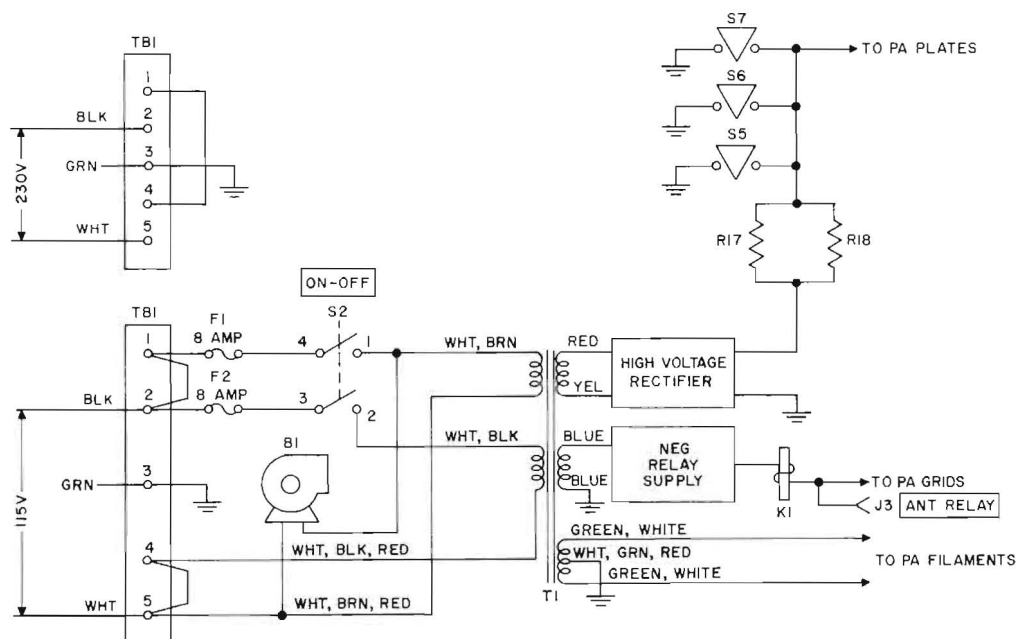 S7
TO PA PLATES
S6
S5
TB1
1
BLK 2
GRN 3
4
WHT 5
230V
R17 R18
ON-OFF
S2
TB1
F1
8 AMP
1
4 1
WHT, BRN
RED
HIGH VOLTAGE
RECTIFIER
YEL
F2
8 AMP
BLK 2
3
2
WHT, BLK
BLUE
NEG
RELAY
SUPPLY
BLUE
K1
TO PA GRIDS
J3 ANT RELAY
B1
GRN 3
115V
4
WHT, BLK, RED
GREEN, WHITE
WHT, GRN, RED
GREEN, WHITE
TO PA FILAMENTS
T1
WHT 5
WHT, BRN, RED